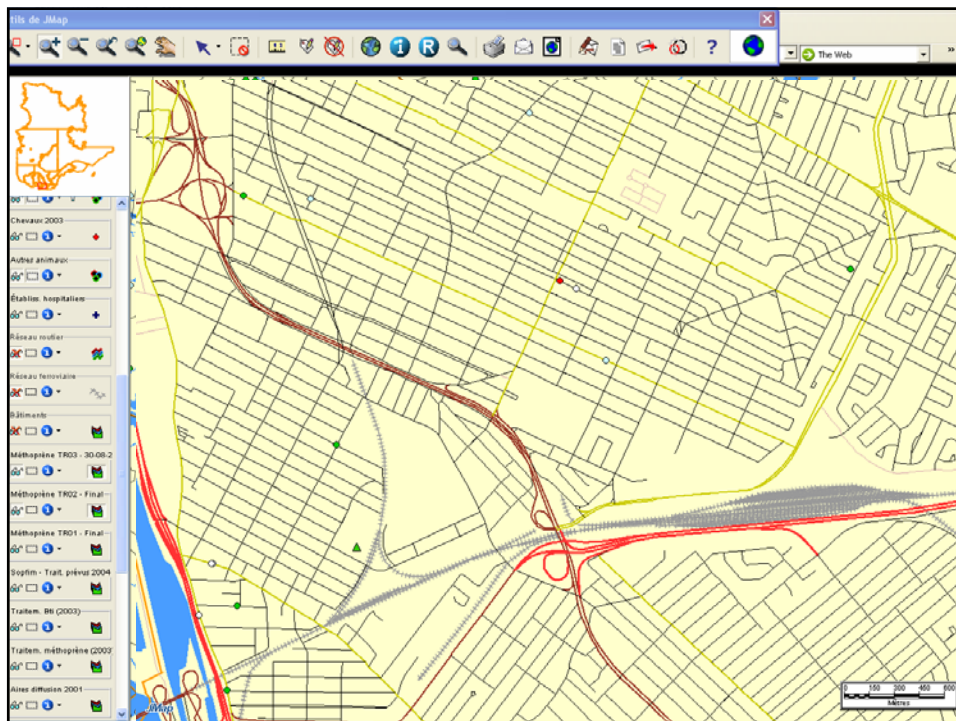 tils de JMap
The Web
Chevaux 2003
Autres animaux
Établiss. hospitaliers
Réseau routier
Réseau ferroviaire
Bâtiments
Méthoprène TR03 - 30-08-2
Méthoprène TR02 - Final
Méthoprène TR01 - Final
Sopfim - Trait. prévus 2004
Traitem. Bti (2003)
Traitem. méthoprène (2003)
Aires diffusion 2001
JMap
0 150 300 450 600
Mètres